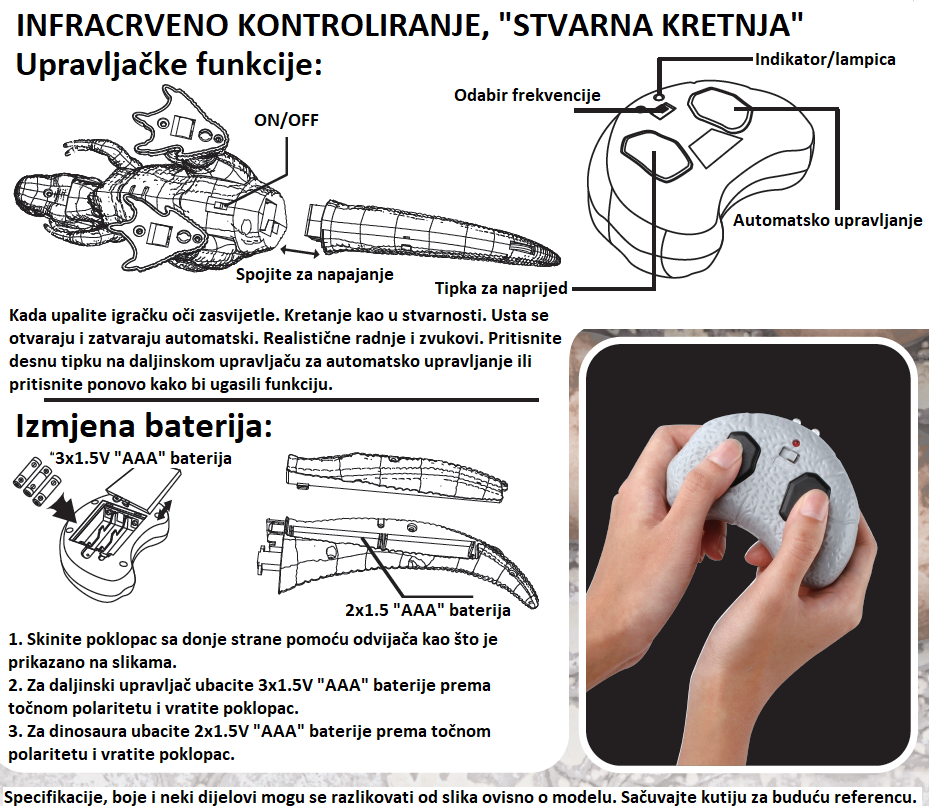 INFRACRVENO KONTROLIRANJE, "STVARNA KRETNJA"
Upravljačke funkcije:
Indikator/lampica
Odabir frekvencije
ON/OFF
Automatsko upravljanje
Spojite za napajanje
Tipka za naprijed
Kada upalite igračku oči zasvijetle. Kretanje kao u stvarnosti. Usta se
otvaraju i zatvaraju automatski. Realistične radnje i zvukovi. Pritisnite
desnu tipku na daljinskom upravljaču za automatsko upravljanje ili
pritisnite ponovo kako bi ugasili funkciju.
Izmjena baterija:
3x1.5V "AAA" baterija
2x1.5 "AAA" baterija
1. Skinite poklopac sa donje strane pomoću odvijača kao što je
prikazano na slikama.
2. Za daljinski upravljač ubacite 3x1.5V "AAA" baterije prema
točnom polaritetu i vratite poklopac.
3. Za dinosaura ubacite 2x1.5V "AAA" baterije prema točnom
polaritetu i vratite poklopac.
Specifikacije, boje i neki dijelovi mogu se razlikovati od slika ovisno o modelu. Sačuvajte kutiju za buduću referencu.